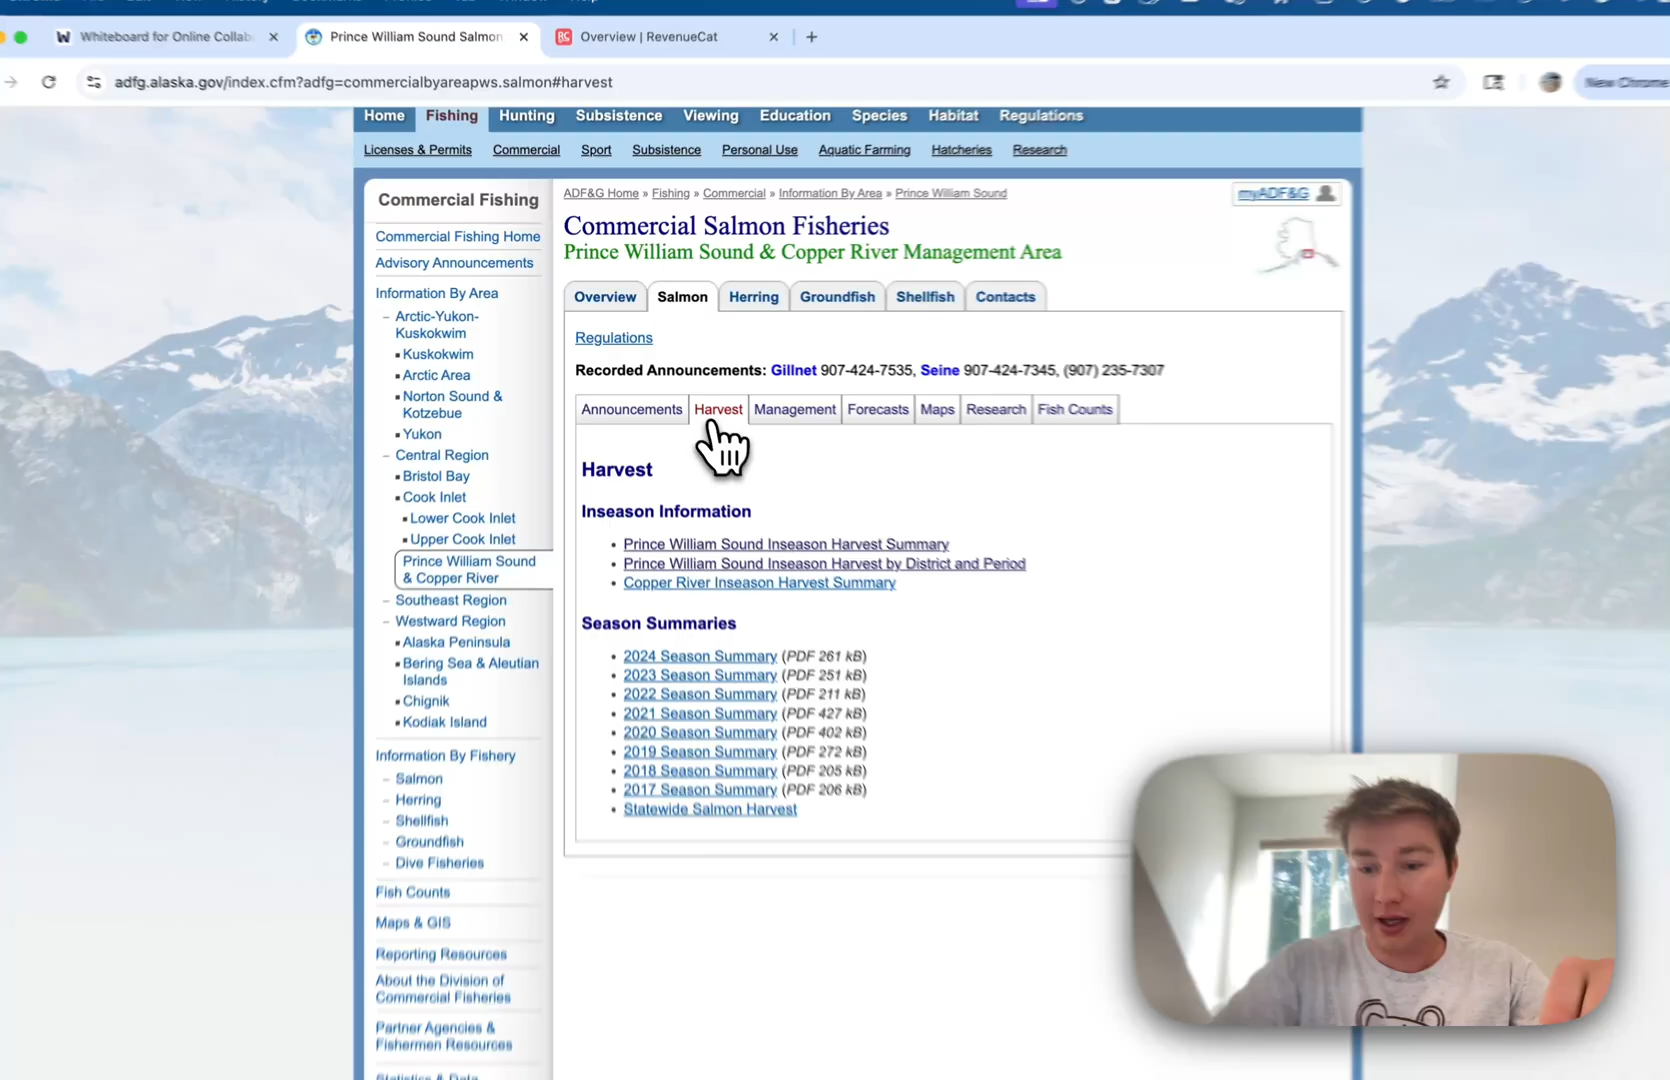 Whiteboard for Online Collab
Prince William Sound Salmon
RC
Overview | RevenueCat
adfg.alaska.gov/index.cfm?adfg=commercialbyareapws.salmon#harvest
New Chrome
Home Fishing Hunting Subsistence Viewing Education Species Habitat Regulations
Licenses & Permits Commercial Sport Subsistence Personal Use Aquatic Farming Hatcheries Research
Commercial Fishing
Commercial Fishing Home
Advisory Announcements
Information By Area
Arctic-Yukon-
Kuskokwim
Kuskokwim
Arctic Area
Norton Sound &
Kotzebue
Yukon
Central Region
Bristol Bay
Cook Inlet
Lower Cook Inlet
Upper Cook Inlet
Prince William Sound
& Copper River
Southeast Region
Westward Region
Alaska Peninsula
Bering Sea & Aleutian
Islands
Chignik
Kodiak Island
Information By Fishery
Salmon
Herring
Shellfish
Groundfish
Dive Fisheries
Fish Counts
Maps & GIS
Reporting Resources
About the Division of
Commercial Fisheries
Partner Agencies &
Fishermen Resources
Statistics & Data
ADF&G Home » Fishing » Commercial » Information By Area » Prince William Sound
myADF&G
Commercial Salmon Fisheries
Prince William Sound & Copper River Management Area
Overview Salmon Herring Groundfish Shellfish Contacts
Regulations
Recorded Announcements: Gillnet 907-424-7535, Seine 907-424-7345, (907) 235-7307
Announcements Harvest Management Forecasts Maps Research Fish Counts
Harvest
Inseason Information
• Prince William Sound Inseason Harvest Summary
• Prince William Sound Inseason Harvest by District and Period
• Copper River Inseason Harvest Summary
Season Summaries
• 2024 Season Summary (PDF 261 kB)
• 2023 Season Summary (PDF 251 kB)
• 2022 Season Summary (PDF 211 kB)
• 2021 Season Summary (PDF 427 kB)
• 2020 Season Summary (PDF 402 kB)
• 2019 Season Summary (PDF 272 kB)
• 2018 Season Summary (PDF 205 kB)
• 2017 Season Summary (PDF 206 kB)
• Statewide Salmon Harvest